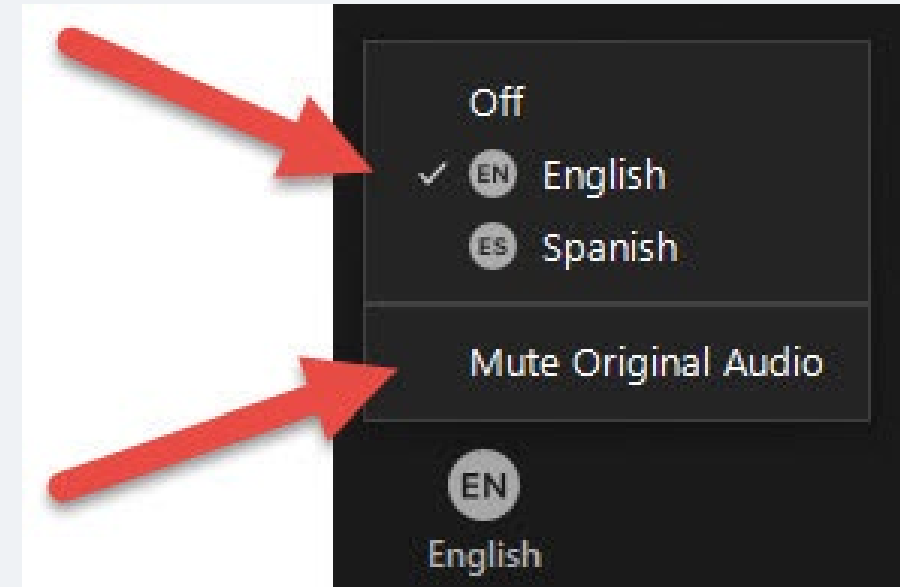 Off
EN English
ES Spanish
Mute Original Audio
EN
English